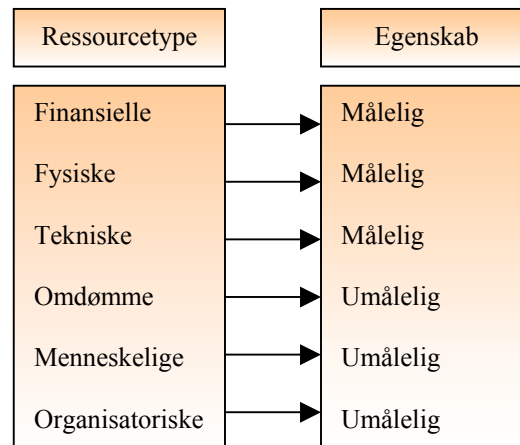 Ressourcetype Egenskab
Finansielle Målelig
Fysiske Målelig
Tekniske Målelig
Omdømme Umålelig
Menneskelige Umålelig
Organisatoriske Umålelig